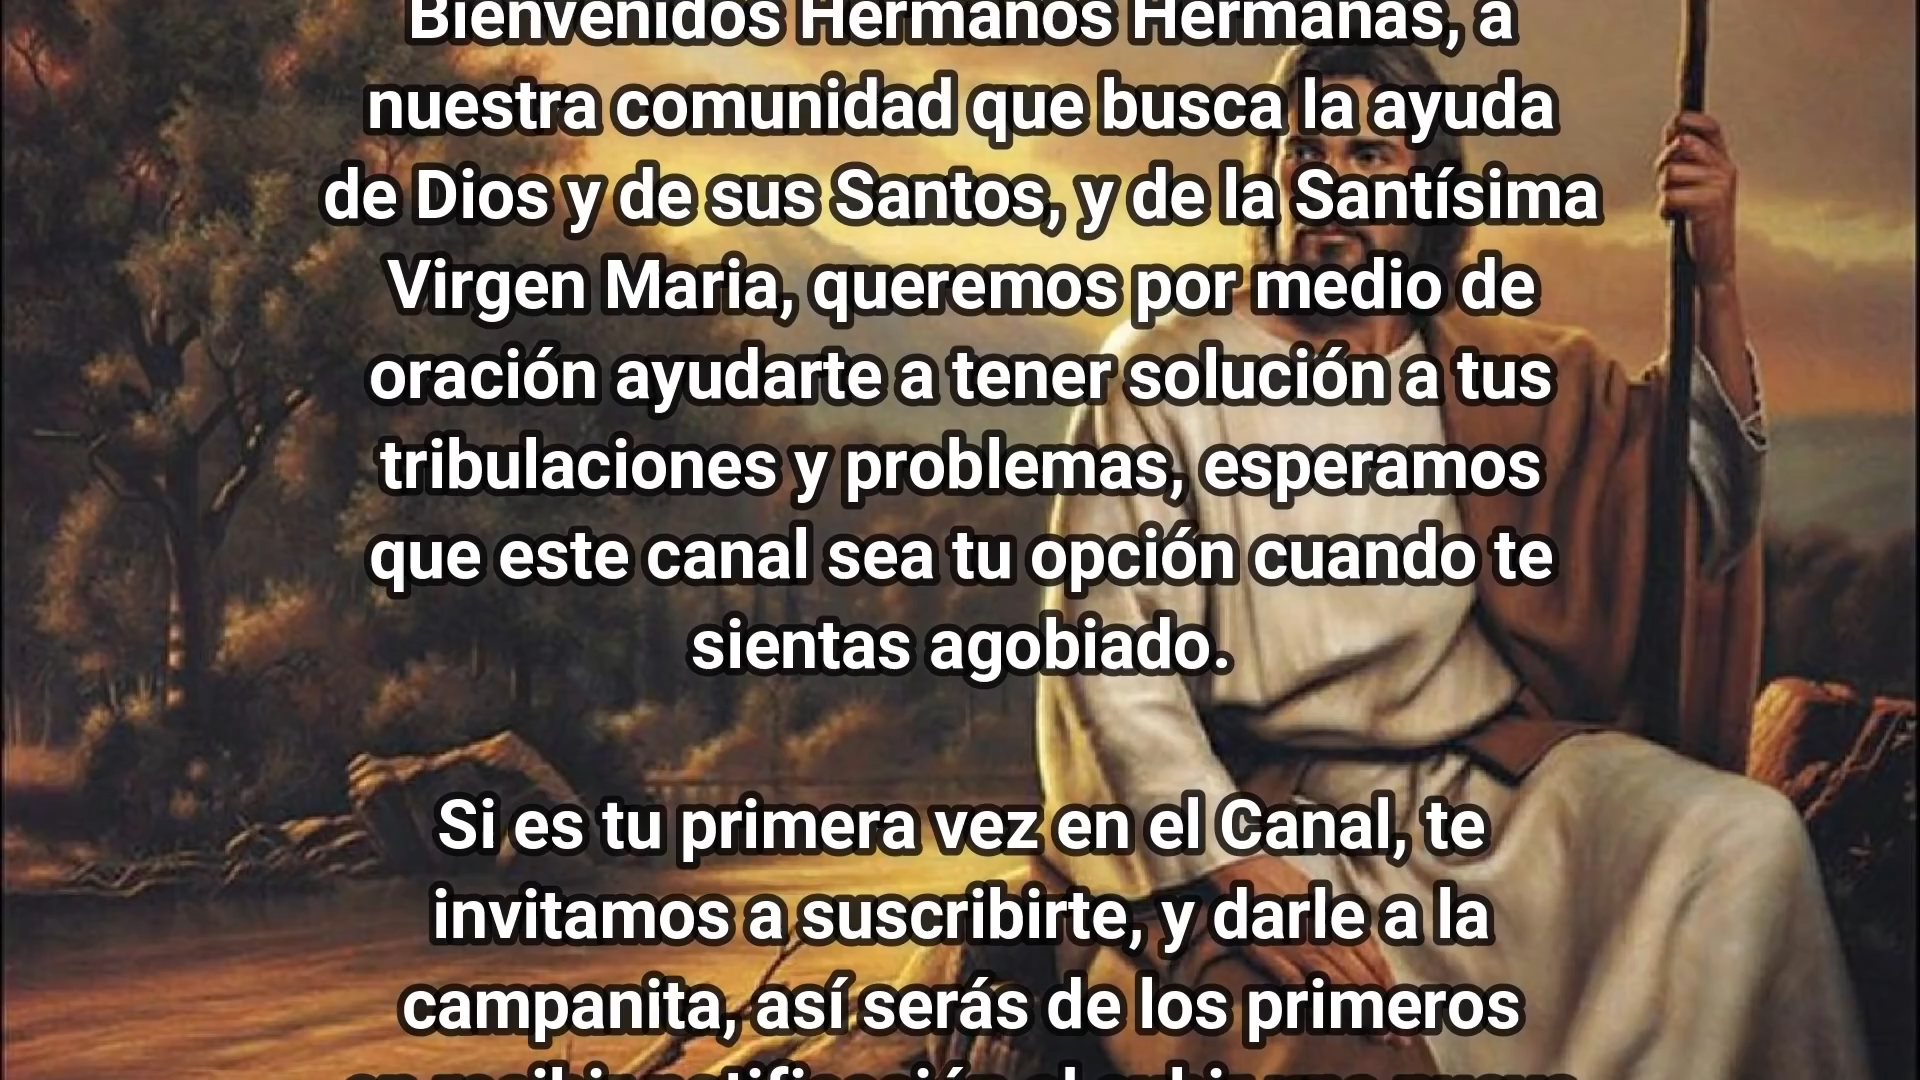 Bienvenidos Hermanos Hermanas, a
nuestra comunidad que busca la ayuda
de Dios y de sus Santos, y de la Santísima
Virgen Maria, queremos por medio de
oración ayudarte a tener solución a tus
tribulaciones y problemas, esperamos
que este canal sea tu opción cuando te
sientas agobiado.
Si es tu primera vez en el Canal, te
invitamos a suscribirte, y darle a la
campanita, así serás de los primeros